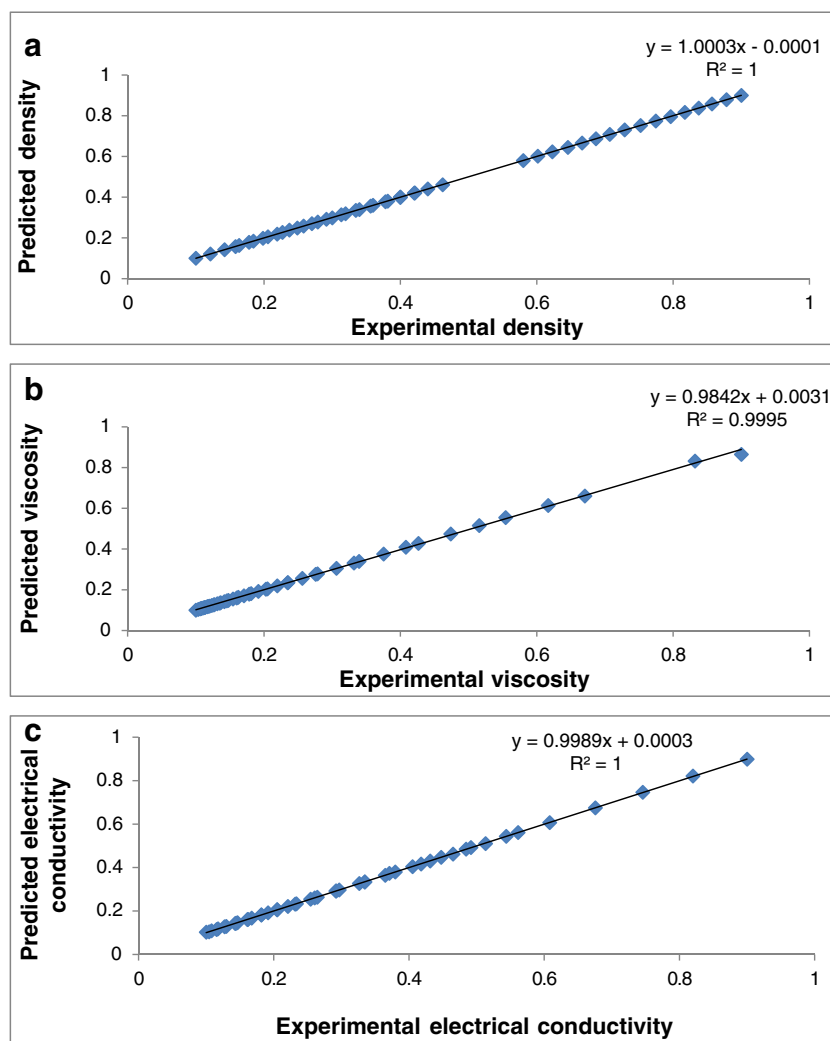 a
y = 1.0003x - 0.0001
R² = 1
Predicted density
1
0.8
0.6
0.4
0.2
0
0 0.2 0.4 0.6 0.8 1
Experimental density
b
y = 0.9842x + 0.0031
R² = 0.9995
Predicted viscosity
1
0.8
0.6
0.4
0.2
0
0 0.2 0.4 0.6 0.8 1
Experimental viscosity
c
y = 0.9989x + 0.0003
R² = 1
Predicted electrical
conductivity
1
0.8
0.6
0.4
0.2
0
0 0.2 0.4 0.6 0.8 1
Experimental electrical conductivity